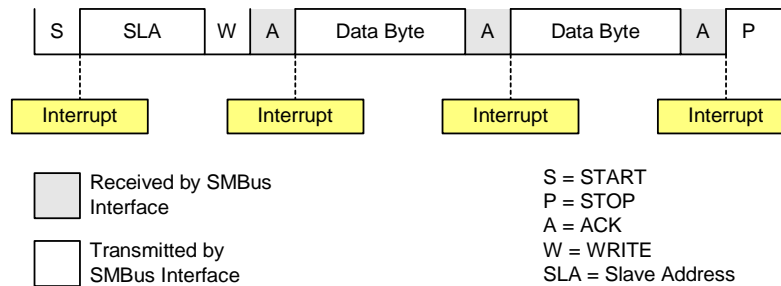 S SLA W A Data Byte A Data Byte A P
Interrupt Interrupt Interrupt Interrupt
Received by SMBus
Interface
Transmitted by
SMBus Interface
S = START
P = STOP
A = ACK
W = WRITE
SLA = Slave Address